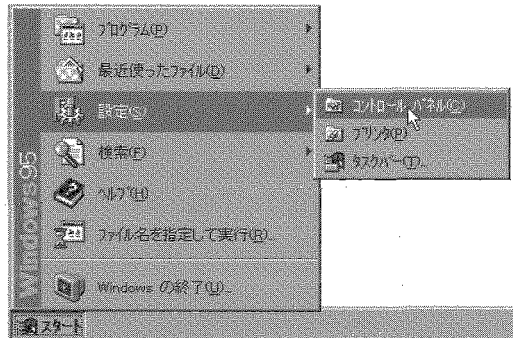 プログラム(P)
最近使ったファイル(D)
設定(S)
検索(F)
ヘルプ(H)
ファイル名を指定して実行(R)...
Windows の終了(U)...
Windows95
スタート
コントロール パネル(C)
プリンタ(P)
タスクバー(T)...